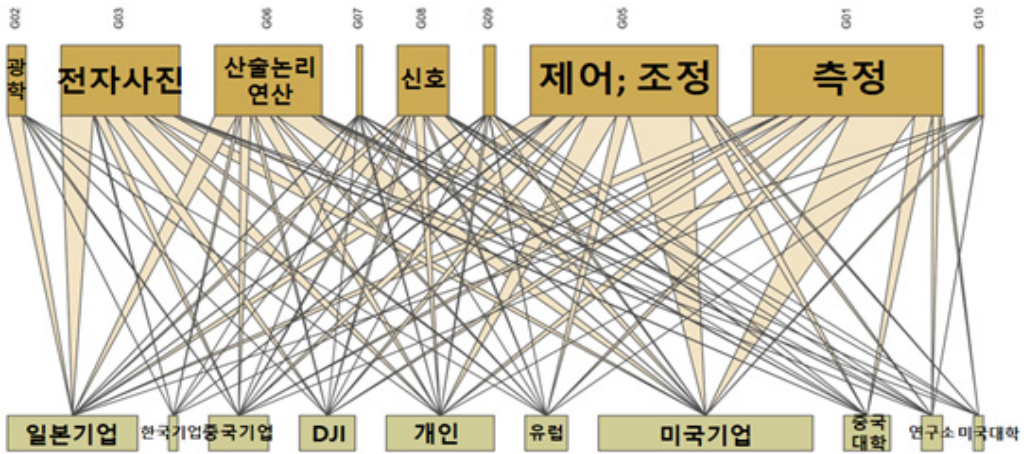 G02
G03
G06
G07
G08
G09
G05
G01
G10
광
학
전자사진
산술논리
연산
신호
제어; 조정
측정
일본기업
한국기업
중국기업
DJI
개인
유럽
미국기업
중국
대학
연구소
미국대학